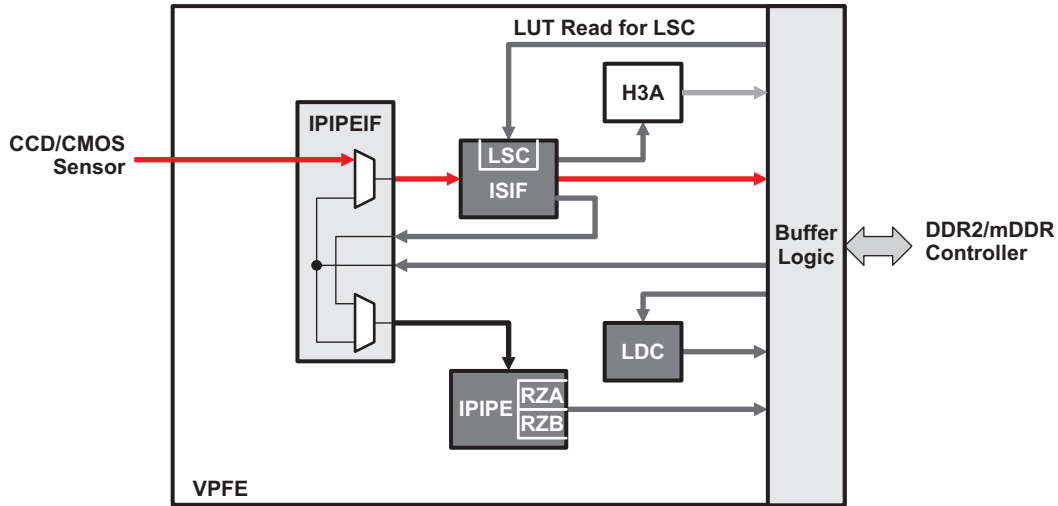 LUT Read for LSC
H3A
IPIPEIF
CCD/CMOS
Sensor
LSC
ISIF
Buffer
Logic
DDR2/mDDR
Controller
LDC
IPIPE
RZA
RZB
VPFE